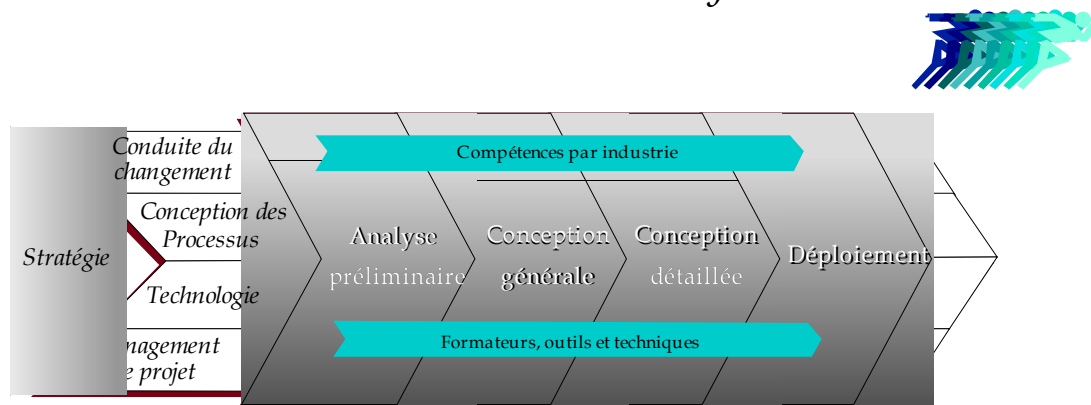 Compétences par industrie
Conduite du
changement
Conception des
Processus
Stratégie
Technologie
nagement
e projet
Analyse
préliminaire
Conception
générale
Conception
détaillée
Déploiement
Formateurs, outils et techniques